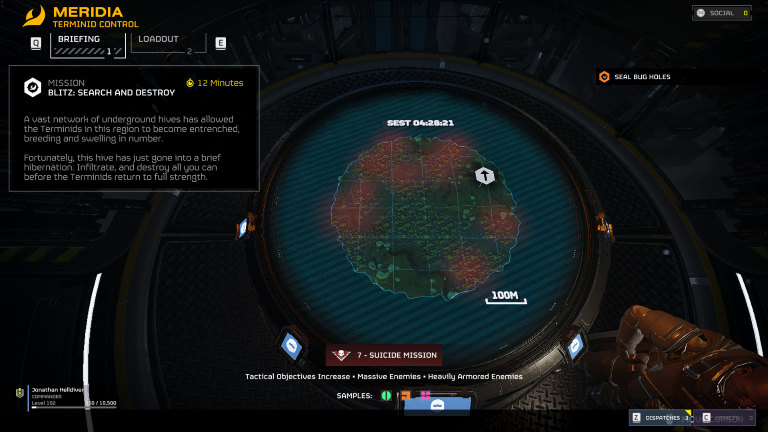 MERIDIA
TERMINID CONTROL
SOCIAL 0
Q
BRIEFING
1
LOADOUT
2
E
MISSION
12 Minutes
BLITZ: SEARCH AND DESTROY
A vast network of underground hives has allowed
the Terminids in this region to become entrenched,
breeding and swelling in number.
Fortunately, this hive has just gone into a brief
hibernation. Infiltrate, and destroy all you can
before the Terminids return to full strength.
SEAL BUG HOLES
SEST 04:28:21
100M
7 - SUICIDE MISSION
Tactical Objectives Increase • Massive Enemies • Heavily Armored Enemies
SAMPLES:
Jonathan Helldiver
COMMANDER
Level 102
/ 10,500
Z DISPATCHES 3
C
0